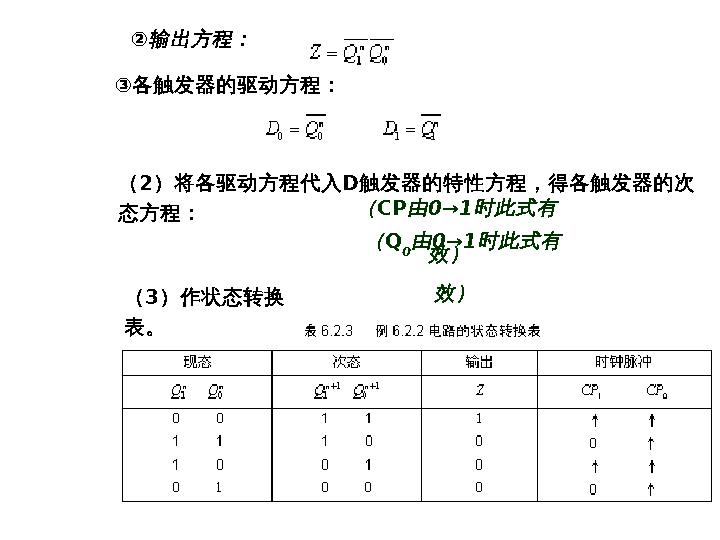 ②输出方程：
Z = \overline{Q_1^n} \overline{Q_0^n}
③各触发器的驱动方程：
D_0 = \overline{Q_0^n} D_1 = \overline{Q_1^n}
（2）将各驱动方程代入D触发器的特性方程，得各触发器的次
态方程：
（CP由0→1时此式有
效）
（Q_0由0→1时此式有
效）
（3）作状态转换
表。
表 6.2.3 例 6.2.2 电路的状态转换表
现态 次态 输出 时钟脉冲
Q_1^n Q_0^n Q_1^{n+1} Q_0^{n+1} Z CP_1 CP_0
0 0 1 1 1 ↑ ↑
1 1 1 0 0 0 ↑
1 0 0 1 0 ↑ ↑
0 1 0 0 0 0 ↑